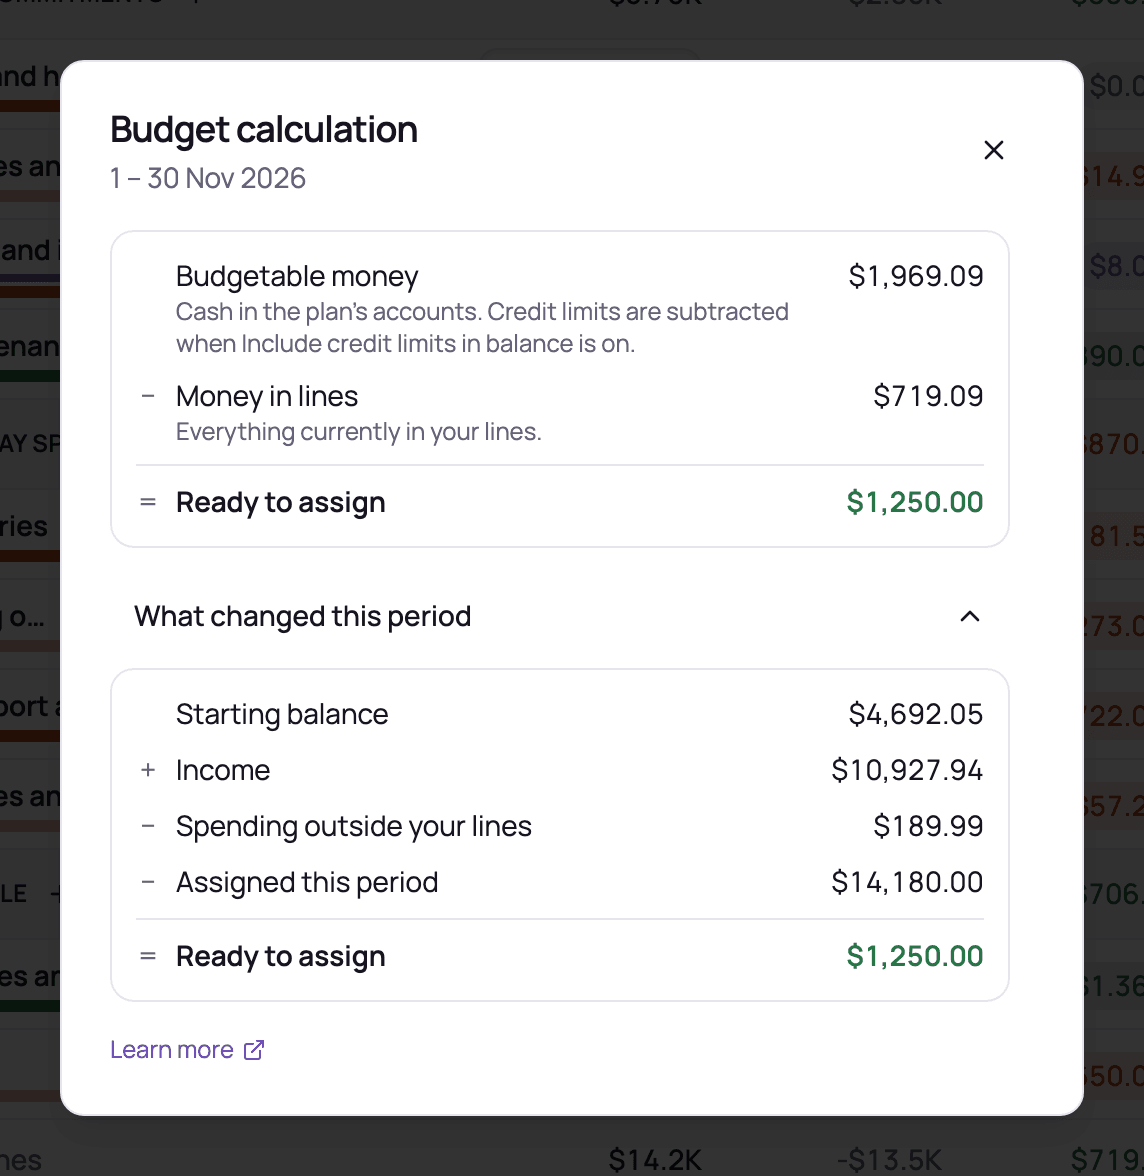 Budget calculation
1 – 30 Nov 2026
Budgetable money $1,969.09
Cash in the plan's accounts. Credit limits are subtracted
when Include credit limits in balance is on.
– Money in lines $719.09
Everything currently in your lines.
= Ready to assign $1,250.00
What changed this period
Starting balance $4,692.05
+ Income $10,927.94
– Spending outside your lines $189.99
– Assigned this period $14,180.00
= Ready to assign $1,250.00
Learn more
$14.2K -$13.5K $719